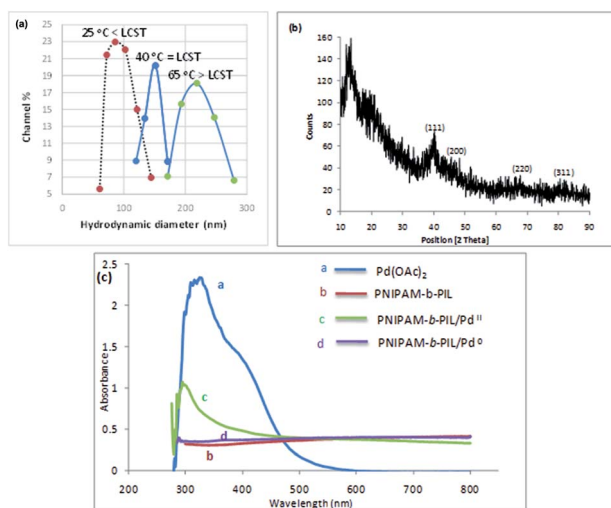 (a)
25 °C < LCST
40 °C = LCST
65 °C > LCST
Channel %
25
23
21
19
17
15
13
11
9
7
5
0
100
200
300
Hydrodynamic diameter (nm)
(b)
160
140
120
100
80
60
40
20
0
Counts
(111)
(200)
(220)
(311)
10 20 30 40 50 60 70 80 90
Position [2 Theta]
(c)
a Pd(OAc)2
b PNIPAM-b-PIL
c PNIPAM-b-PIL/Pd II
d PNIPAM-b-PIL/Pd 0
2.5
2
1.5
1
0.5
0
Absorbance
a
c
d
b
200 300 400 500 600 700 800
Wavelength (nm)